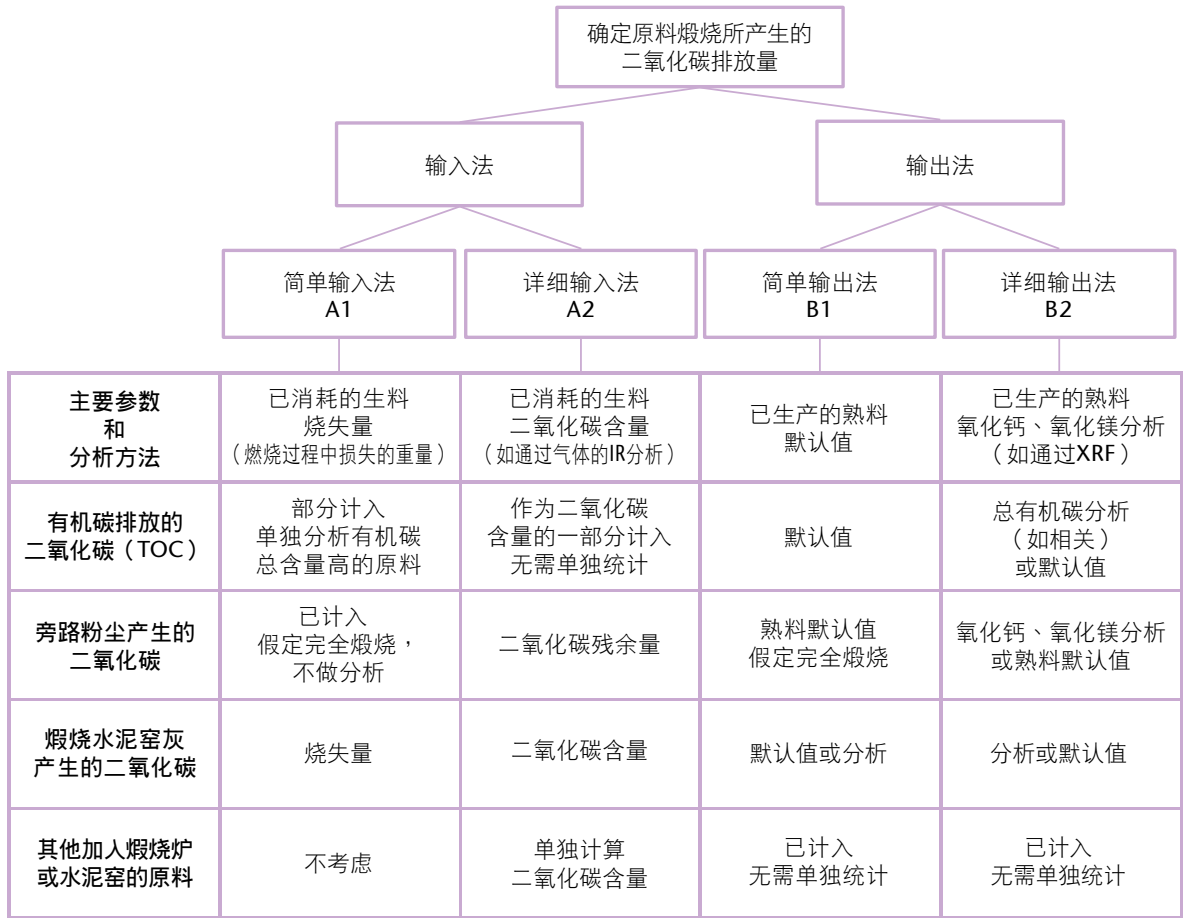 确定原料煅烧所产生的
二氧化碳排放量
输入法
输出法
简单输入法
A1
详细输入法
A2
简单输出法
B1
详细输出法
B2
主要参数
和
分析方法
已消耗的生料
烧失量
（燃烧过程中损失的重量）
已消耗的生料
二氧化碳含量
（如通过气体的IR分析）
已生产的熟料
默认值
已生产的熟料
氧化钙、氧化镁分析
（如通过XRF）
有机碳排放的
二氧化碳（TOC）
部分计入
单独分析有机碳
总含量高的原料
作为二氧化碳
含量的一部分计入
无需单独统计
默认值
总有机碳分析
（如相关）
或默认值
旁路粉尘产生的
二氧化碳
已计入
假定完全煅烧，
不做分析
二氧化碳残余量
熟料默认值
假定完全煅烧
氧化钙、氧化镁分析
或熟料默认值
煆烧水泥窑灰
产生的二氧化碳
烧失量
二氧化碳含量
默认值或分析
分析或默认值
其他加人煆烧炉
或水泥窑的原料
不考虑
单独计算
二氧化碳含量
已计入
无需单独统计
已计入
无需单独统计